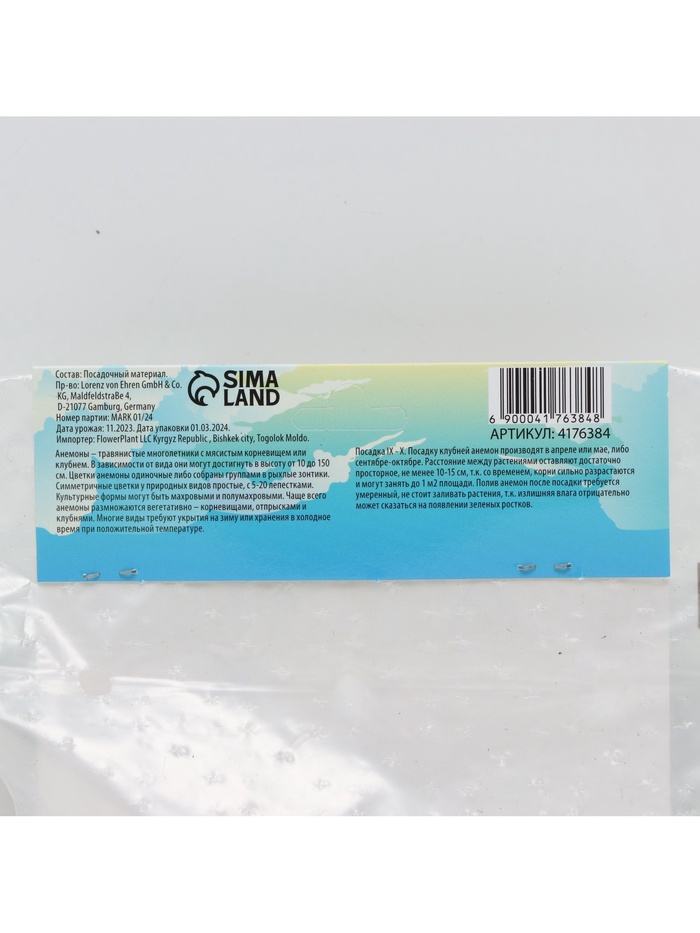 Состав: Посадочный материал.
Пр-во: Lorenz von Ehren GmbH & Co.
KG, Maldfeldstraße 4,
D-21077 Gamburg, Germany
Номер партии: MARK 01/24
Дата урожая: 11.2023. Дата упаковки 01.03.2024.
Импортер: FlowerPlant LLC Kyrgyz Republic , Bishkek city, Togolok Moldo.
SIMA
LAND
6 900041 763848
АРТИКУЛ: 4176384
Анемоны – травянистые многолетники с мясистым корневищем или
клубнем. В зависимости от вида они могут достигнуть в высоту от 10 до 150
см. Цветки анемоны одиночные либо собраны группами в рыхлые зонтики.
Симметричные цветки у природных видов простые, с 5-20 лепестками.
Культурные формы могут быть махровыми и полумахровыми. Чаще всего
анемоны размножаются вегетативно – корневищами, отпрысками и
клубнями. Многие виды требуют укрытия на зиму или хранения в холодное
время при положительной температуре.
Посадка IX - X. Посадку клубней анемон производят в апреле или мае, либо
сентябре-октябре. Расстояние между растениями оставляют достаточно
просторное, не менее 10-15 см, т.к. со временем, корни сильно разрастаются
и могут занять до 1 м2 площади. Полив анемон после посадки требуется
умеренный, не стоит заливать растения, т.к. излишняя влага отрицательно
может сказаться на появлении зеленых ростков.